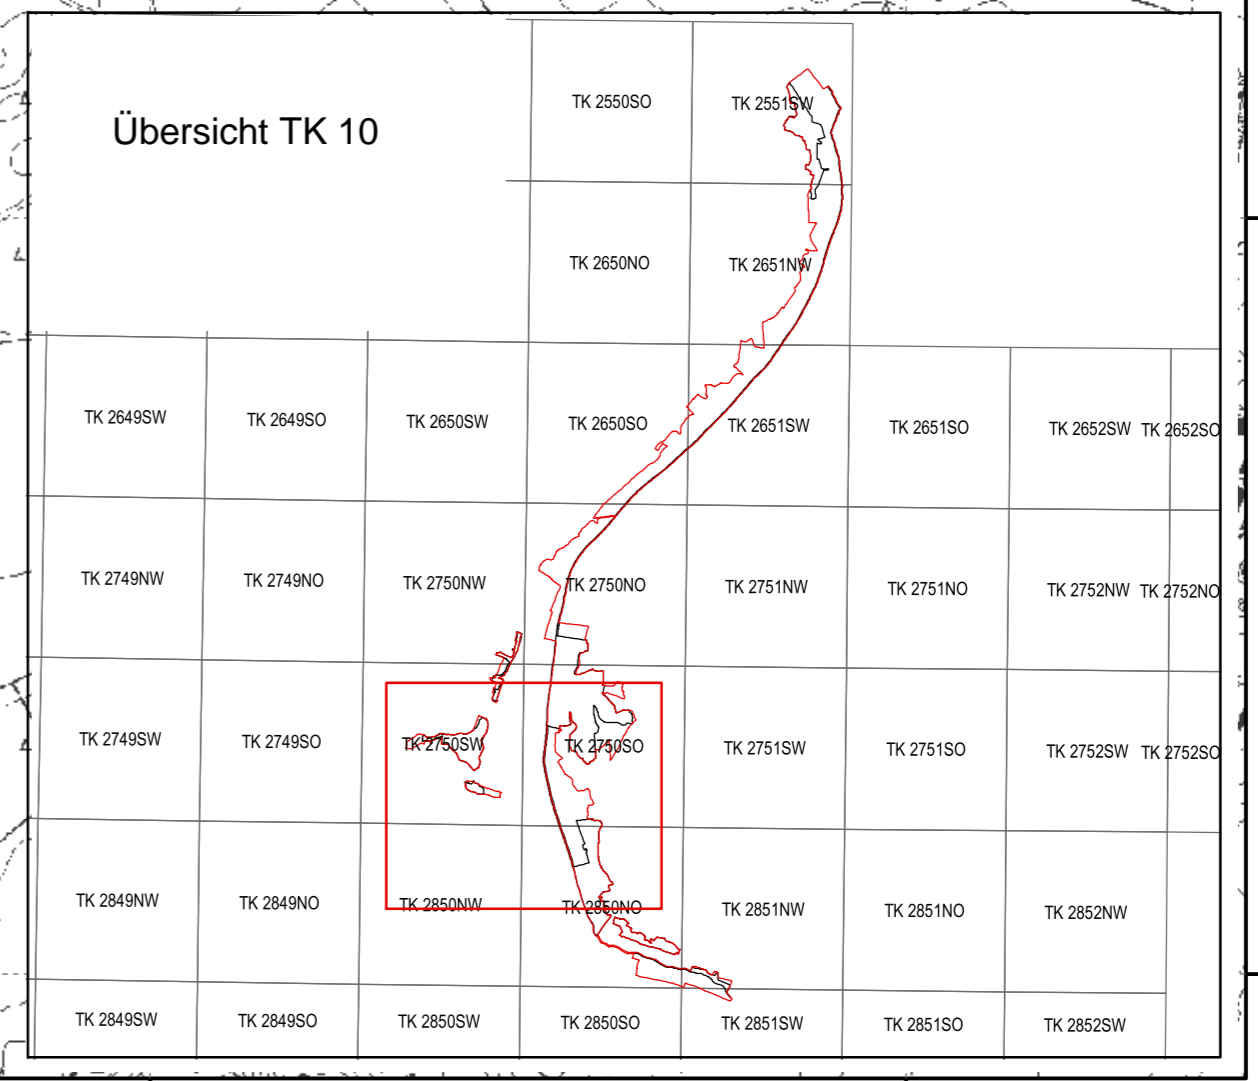 TK 2550SO TK 2551SW
Übersicht TK 10
TK 2650NO TK 2651NW
TK 2649SW TK 2649SO TK 2650SW TK 2650SO TK 2651SW TK 2651SO TK 2652SW TK 2652SO
TK 2749NW TK 2749NO TK 2750NW TK 2750NO TK 2751NW TK 2751NO TK 2752NW TK 2752NO
TK 2749SW TK 2749SO TK 2750SW TK 2750SO TK 2751SW TK 2751SO TK 2752SW TK 2752SO
TK 2849NW TK 2849NO TK 2850NW TK 2850NO TK 2851NW TK 2851NO TK 2852NW
TK 2849SW TK 2849SO TK 2850SW TK 2850SO TK 2851SW TK 2851SO TK 2852SW